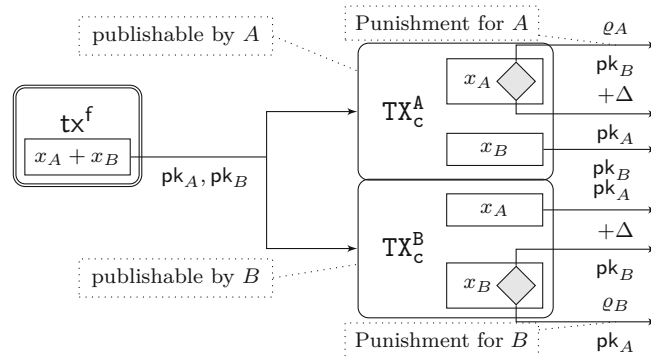 publishable by A
Punishment for A
ϱ_A
pk_B
+Δ
pk_A
x_A
TX_c^A
x_B
pk_B
tx^f
x_A + x_B
pk_A, pk_B
pk_A
x_A
+Δ
pk_B
TX_c^B
x_B
publishable by B
ϱ_B
Punishment for B
pk_A